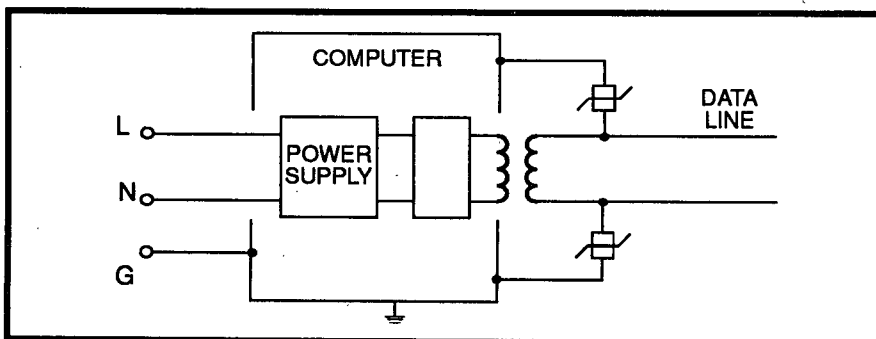 COMPUTER
DATA
LINE
L
POWER
SUPPLY
N
G